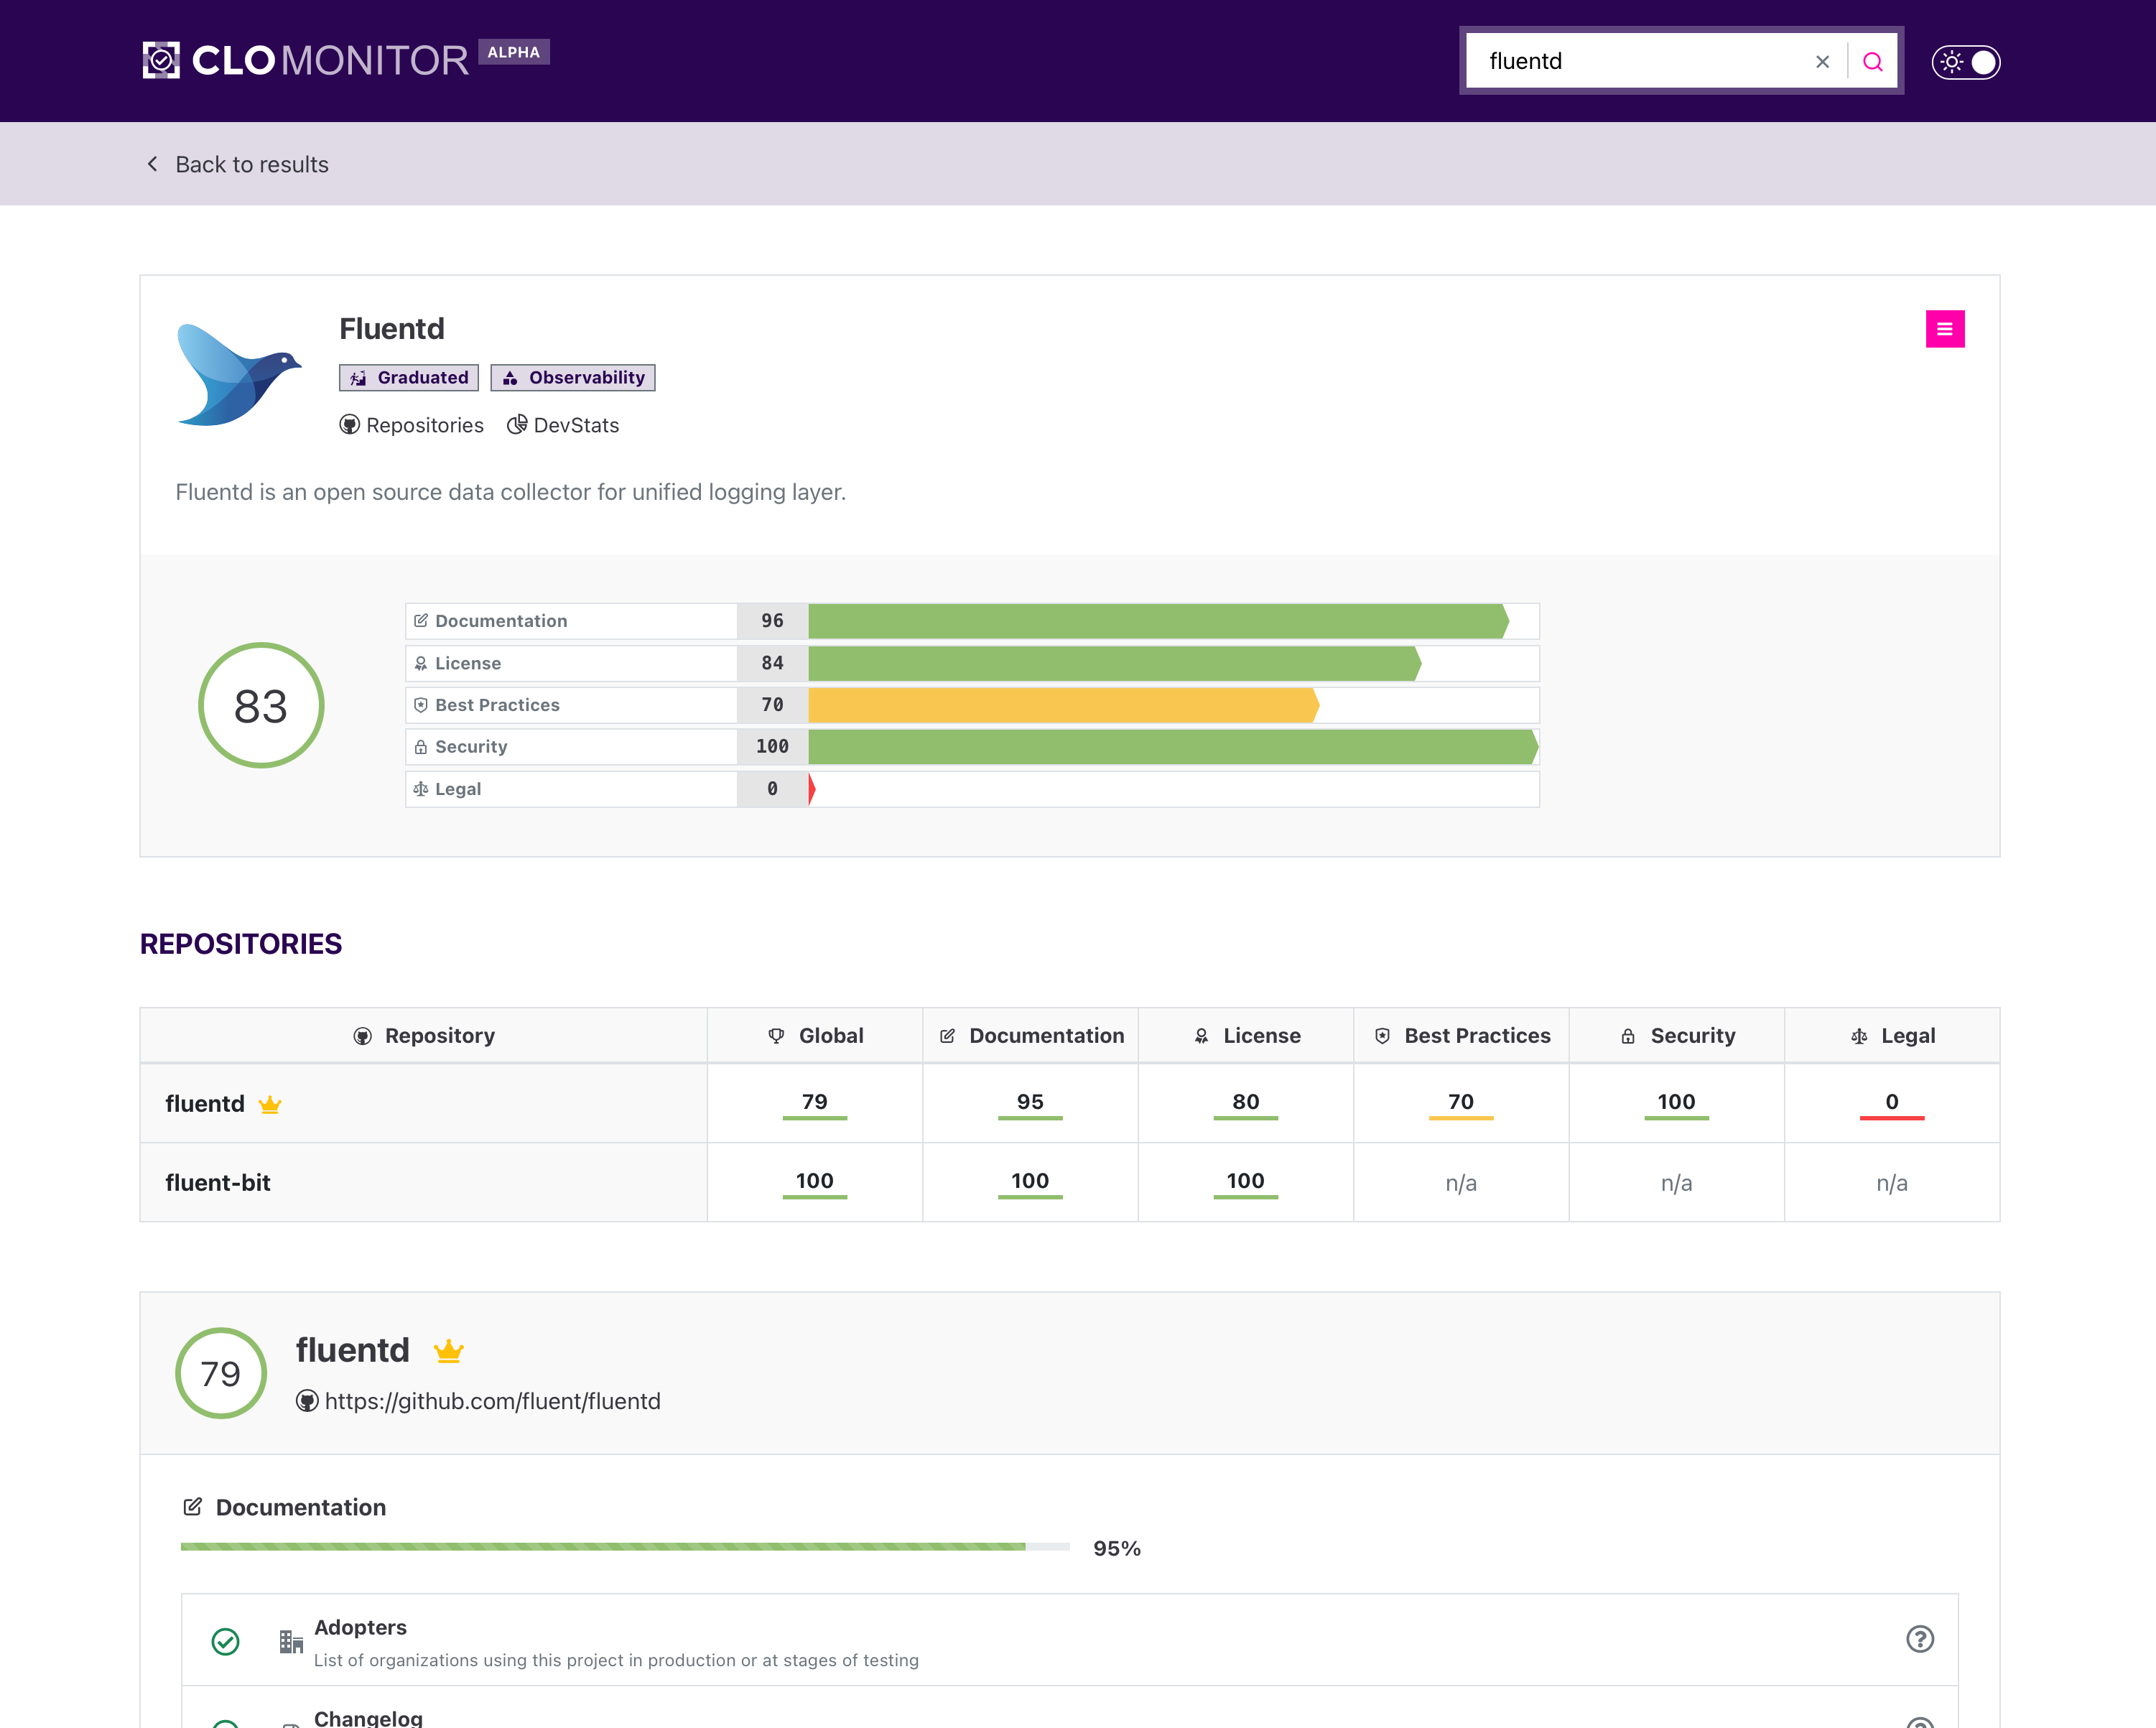 CLOMONITOR ALPHA
fluentd
Back to results
Fluentd
Graduated Observability
Repositories DevStats
Fluentd is an open source data collector for unified logging layer.
83
Documentation 96
License 84
Best Practices 70
Security 100
Legal 0
REPOSITORIES
Repository Global Documentation License Best Practices Security Legal
fluentd 79 95 80 70 100 0
fluent-bit 100 100 100 n/a n/a n/a
79
fluentd
https://github.com/fluent/fluentd
Documentation
95%
Adopters
List of organizations using this project in production or at stages of testing
Changelog